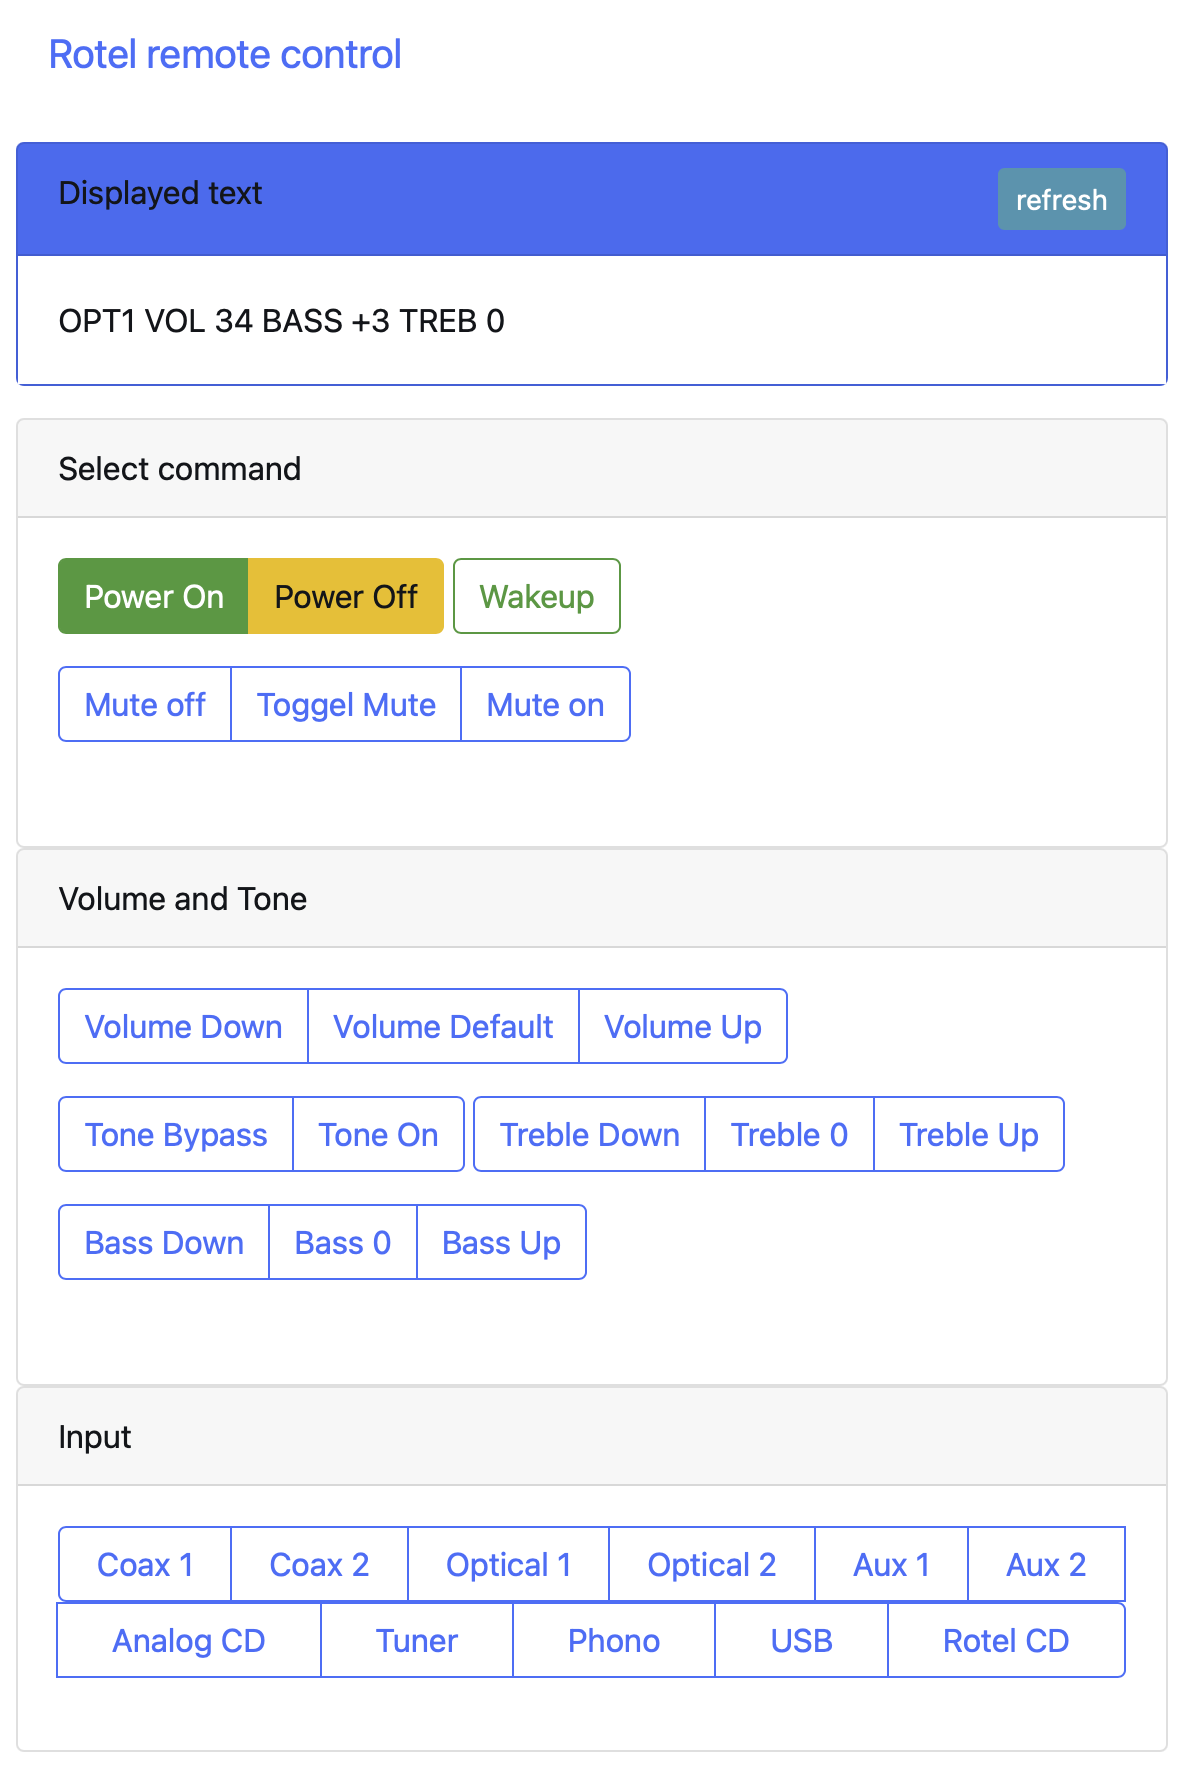 Rotel remote control
Displayed text refresh
OPT1 VOL 34 BASS +3 TREB 0
Select command
Power On Power Off Wakeup
Mute off Toggel Mute Mute on
Volume and Tone
Volume Down Volume Default Volume Up
Tone Bypass Tone On Treble Down Treble 0 Treble Up
Bass Down Bass 0 Bass Up
Input
Coax 1 Coax 2 Optical 1 Optical 2 Aux 1 Aux 2
Analog CD Tuner Phono USB Rotel CD